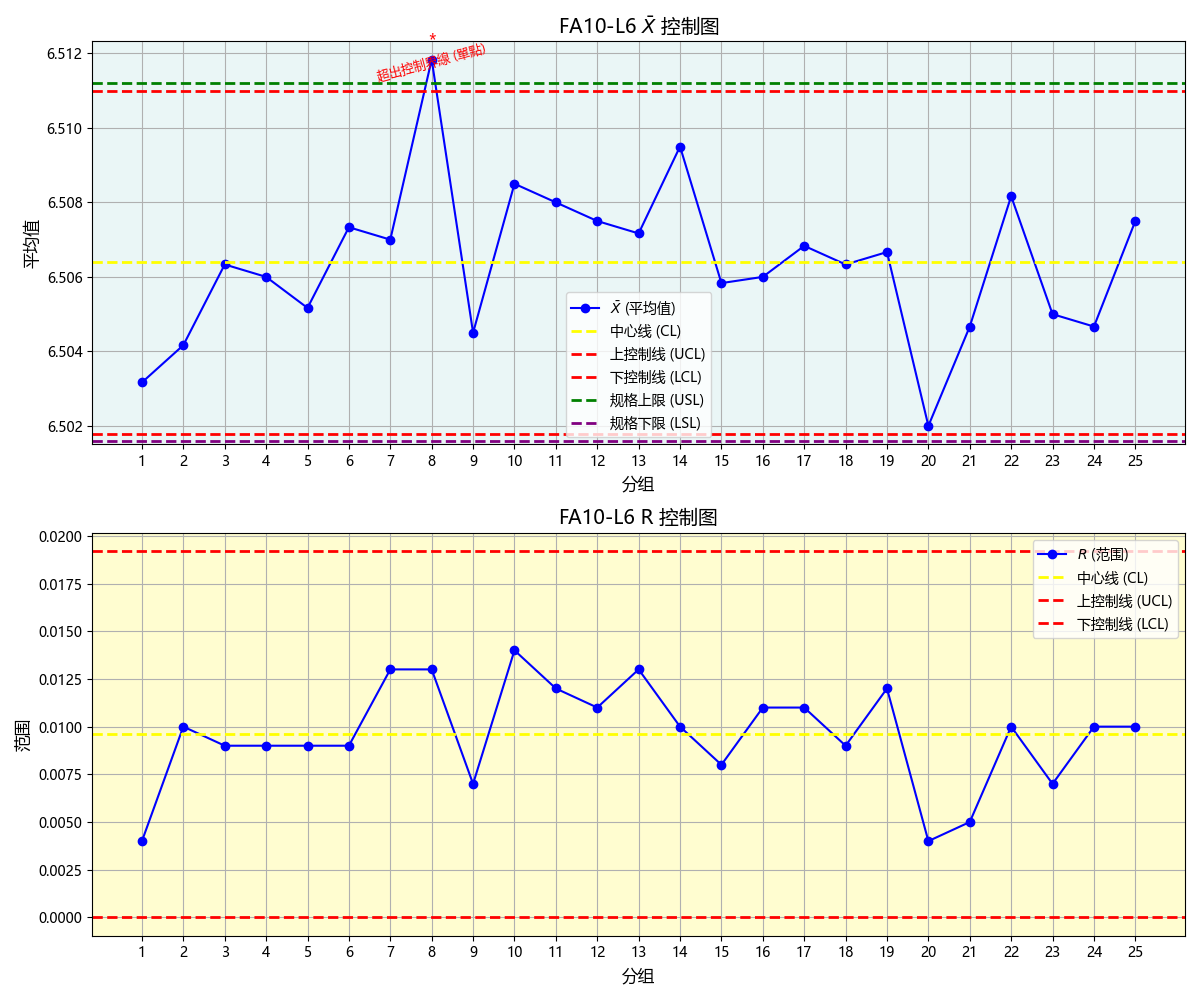 FA10-L6 X̄ 控制图
*
超出控制界線 (單點)
平均值
6.512
6.510
6.508
6.506
6.504
6.502
X̄ (平均值)
中心线 (CL)
上控制线 (UCL)
下控制线 (LCL)
规格上限 (USL)
规格下限 (LSL)
1 2 3 4 5 6 7 8 9 10 11 12 13 14 15 16 17 18 19 20 21 22 23 24 25
分组
FA10-L6 R 控制图
范围
0.0200
0.0175
0.0150
0.0125
0.0100
0.0075
0.0050
0.0025
0.0000
R (范围)
中心线 (CL)
上控制线 (UCL)
下控制线 (LCL)
1 2 3 4 5 6 7 8 9 10 11 12 13 14 15 16 17 18 19 20 21 22 23 24 25
分组